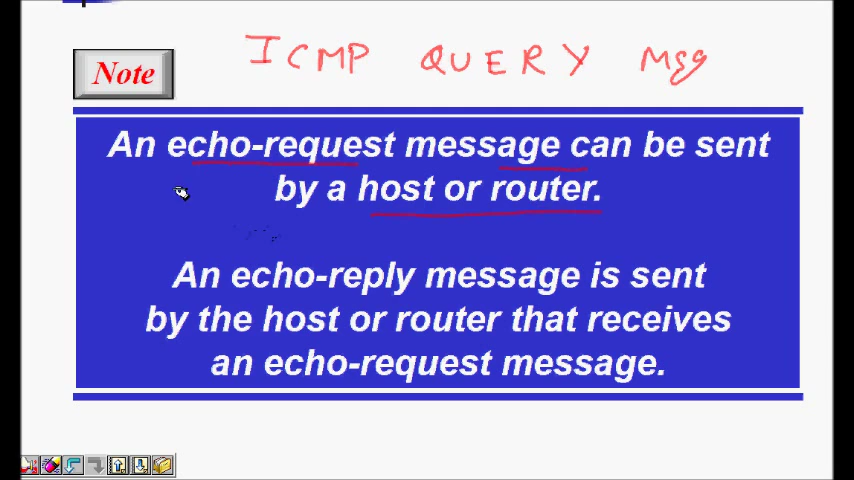 ICMP QUERY Msg
Note
An echo-request message can be sent
by a host or router.
An echo-reply message is sent
by the host or router that receives
an echo-request message.